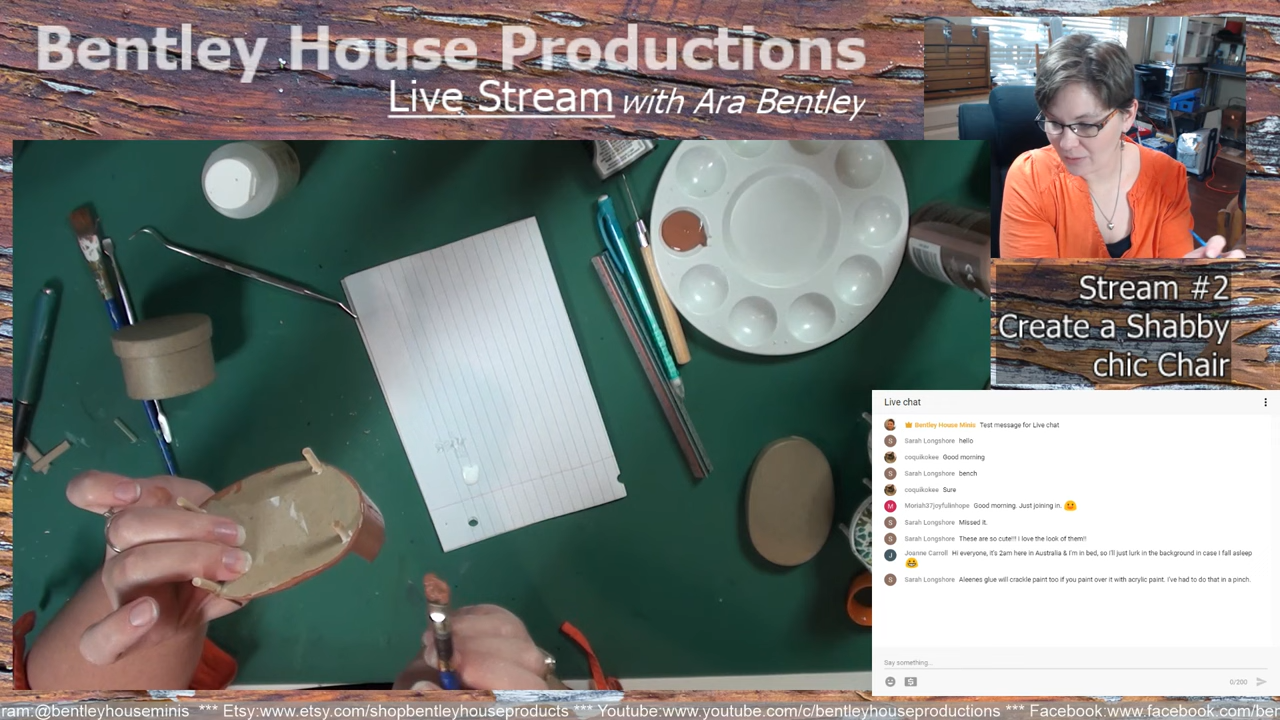 Bentley House Productions
Live Stream with Ara Bentley
Stream #2
Create a Shabby
chic Chair
Live chat
Bentley House Minis Test message for Live chat
S Sarah Longshore hello
coquikokee Good morning
S Sarah Longshore bench
coquikokee Sure
M Moriah37joyfulinhope Good morning. Just joining in.
S Sarah Longshore Missed it.
S Sarah Longshore These are so cute!!! I love the look of them!!
J Joanne Carroll Hi everyone, it's 2am here in Australia & I'm in bed, so I'll just lurk in the background in case I fall asleep
S Sarah Longshore Aleenes glue will crackle paint too if you paint over it with acrylic paint. I've had to do that in a pinch.
Say something...
0/200
ram:@bentleyhouseminis *** Etsy:www.etsy.com/shopbentleyhouseproducts *** Youtube:www.youtube.com/c/bentleyhouseproductions *** Facebook:www.facebook.com/ber